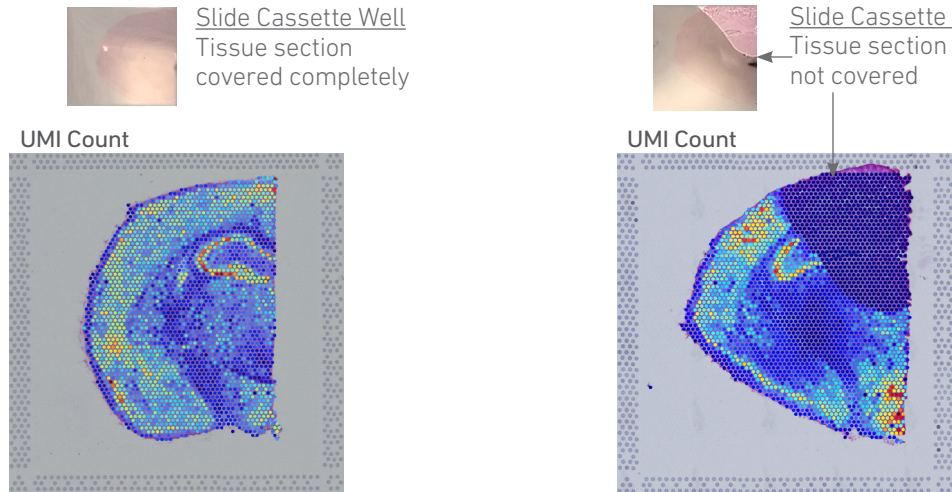 Slide Cassette Well
Tissue section
covered completely
UMI Count
Slide Cassette
Tissue section
not covered
UMI Count